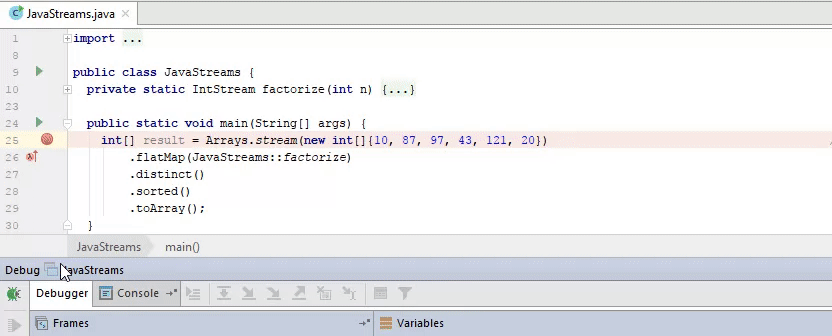 JavaStreams.java
1 import ...
8
9 public class JavaStreams {
10 private static IntStream factorize(int n) {...}
23
24 public static void main(String[] args) {
25 int[] result = Arrays.stream(new int[]{10, 87, 97, 43, 121, 20})
26 .flatMap(JavaStreams::factorize)
27 .distinct()
28 .sorted()
29 .toArray();
30 }
JavaStreams main()
Debug JavaStreams
Debugger Console
Frames Variables